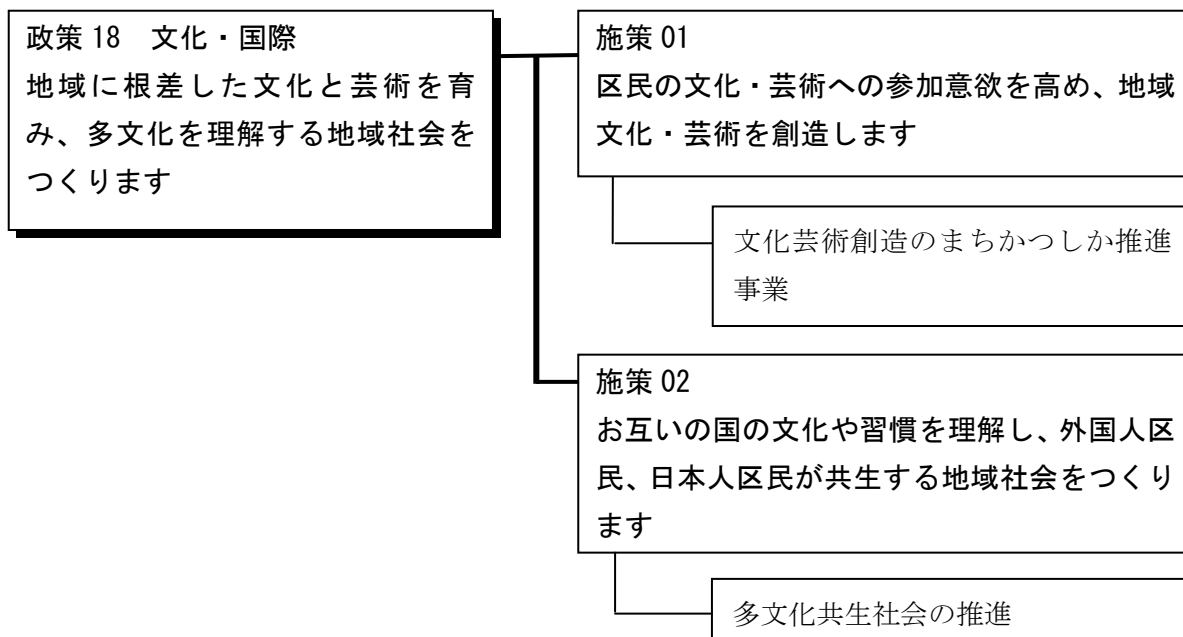 政策 18　文化・国際
地域に根差した文化と芸術を育
み、多文化を理解する地域社会を
つくります
施策 01
区民の文化・芸術への参加意欲を高め、地域
文化・芸術を創造します
文化芸術創造のまちかつしか推進
事業
施策 02
お互いの国の文化や習慣を理解し、外国人区
民、日本人区民が共生する地域社会をつくり
ます
多文化共生社会の推進